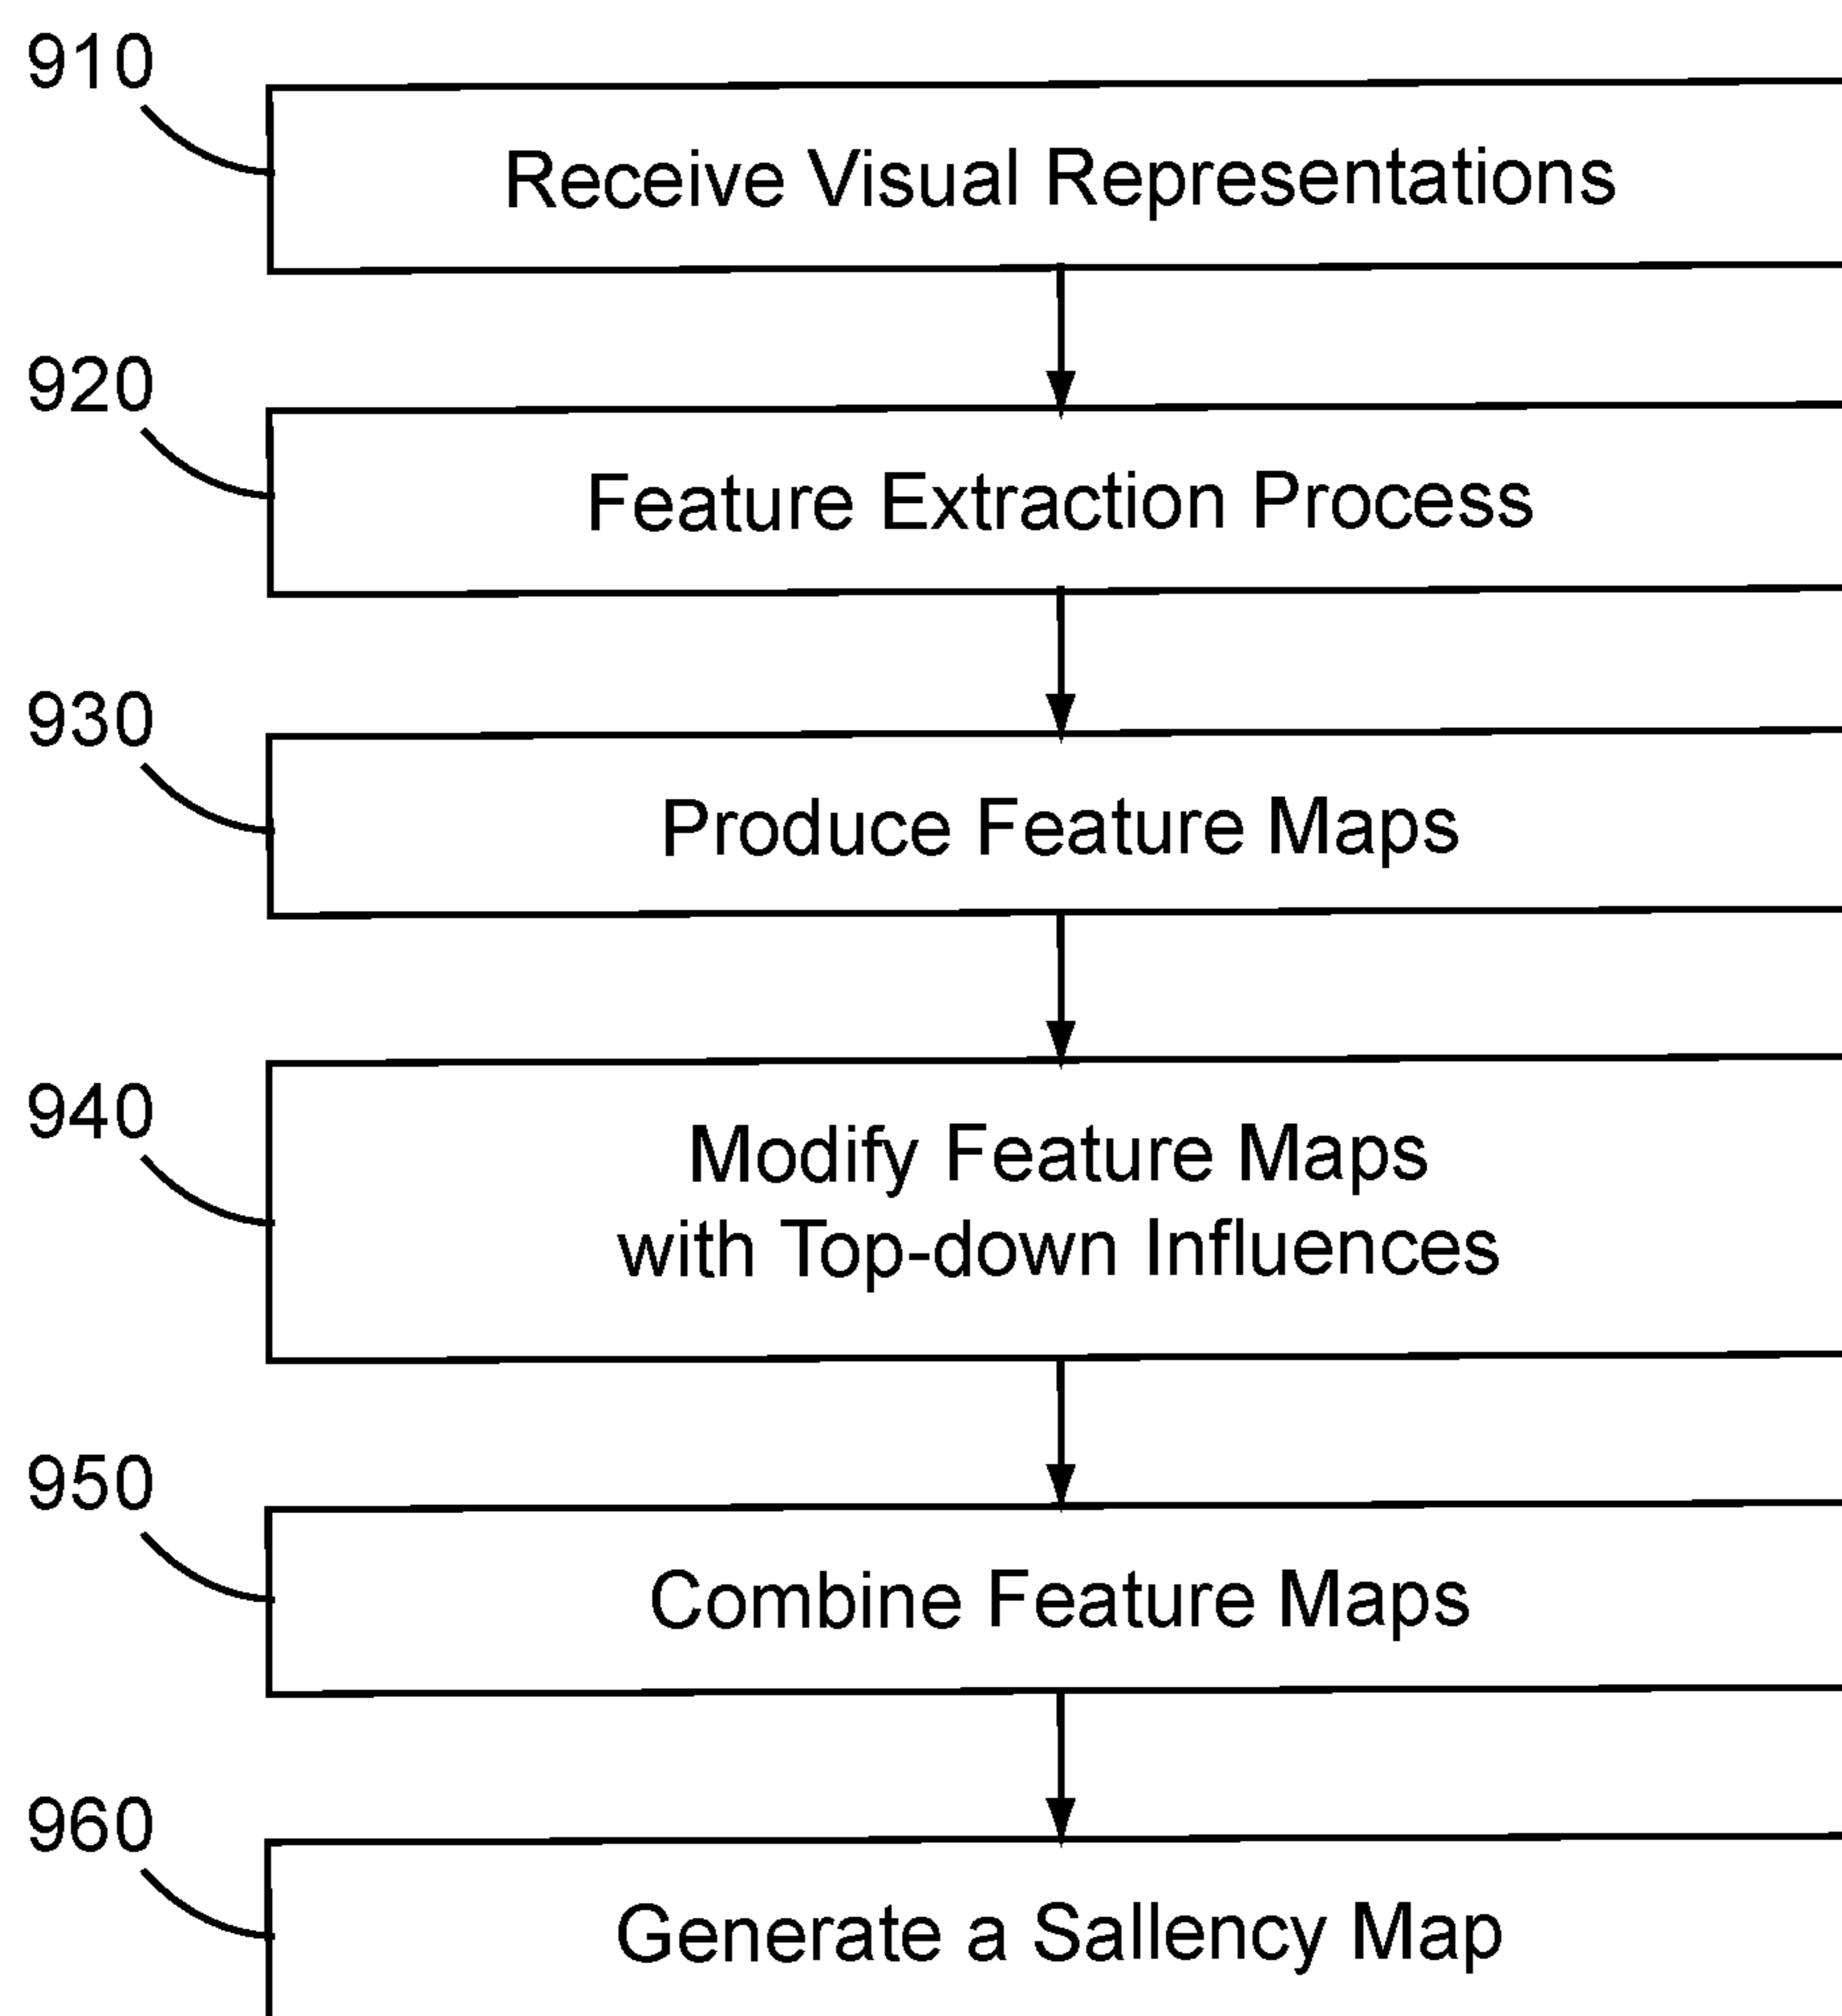 910
Receive Visual Representations
920
Feature Extraction Process
930
Produce Feature Maps
940
Modify Feature Maps
with Top-down Influences
950
Combine Feature Maps
960
Generate a Sallency Map